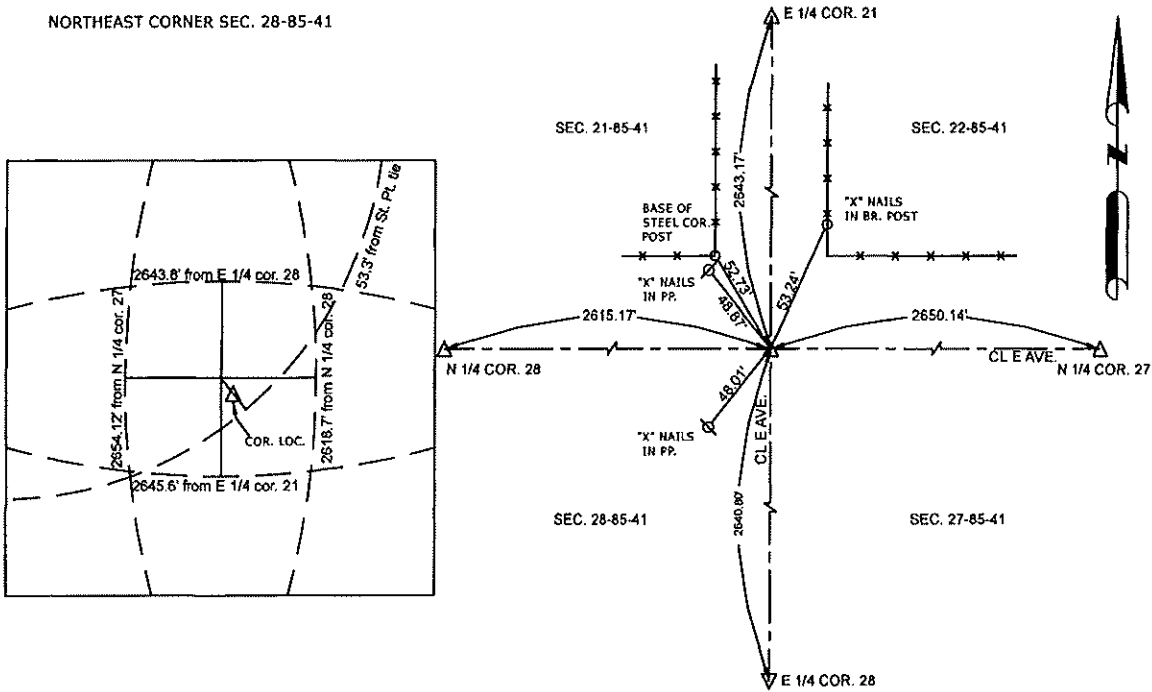 NORTHEAST CORNER SEC. 28-85-41
53.3' from St. Pt. tie
2643.8' from E 1/4 cor. 28
2654.12' from N 1/4 cor. 27
2618.7' from N 1/4 cor. 28
COR. LOC.
2645.6' from E 1/4 cor. 21
E 1/4 COR. 21
SEC. 21-85-41
SEC. 22-85-41
N
2643.17'
BASE OF
STEEL COR.
POST
"X" NAILS
IN BR. POST
"X" NAILS
IN PP.
52.73'
48.87'
53.24'
2615.17'
2650.14'
CL E AVE.
N 1/4 COR. 28
N 1/4 COR. 27
48.01'
"X" NAILS
IN PP.
CL E AVE.
SEC. 28-85-41
SEC. 27-85-41
2640.80'
E 1/4 COR. 28